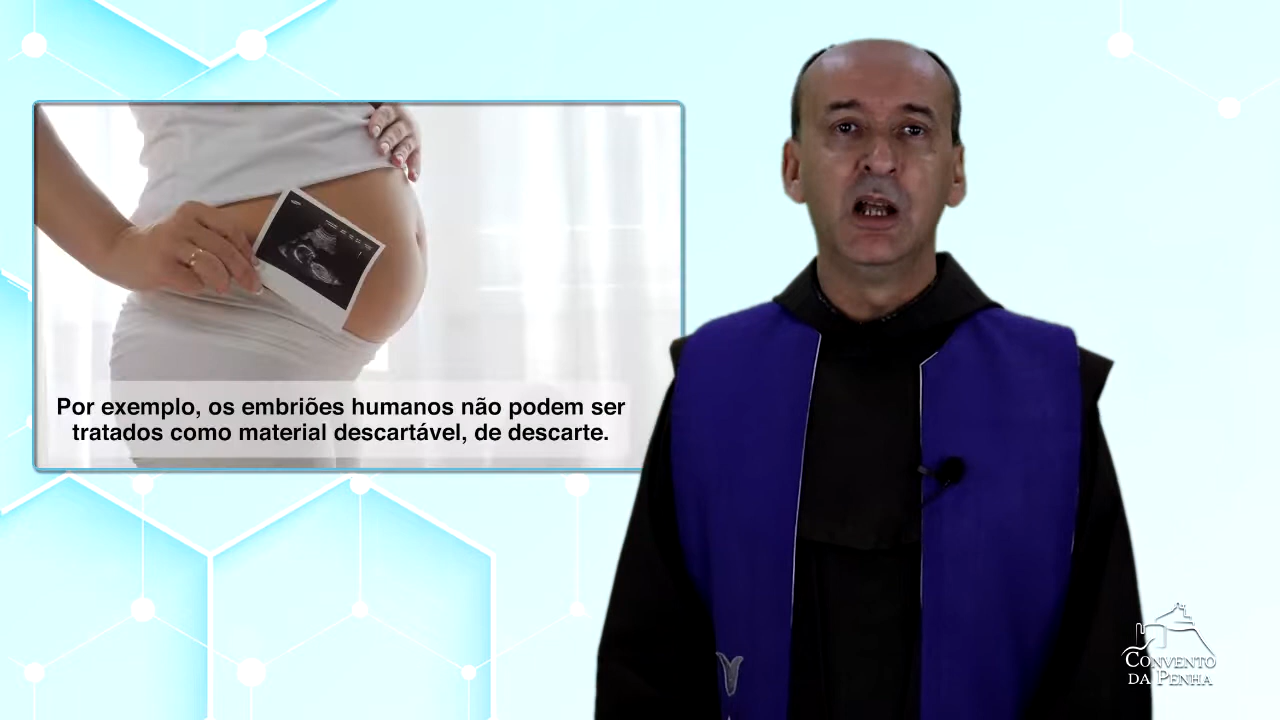 Por exemplo, os embriões humanos não podem ser
tratados como material descartável, de descarte.
CONVENTO
DA PENHA